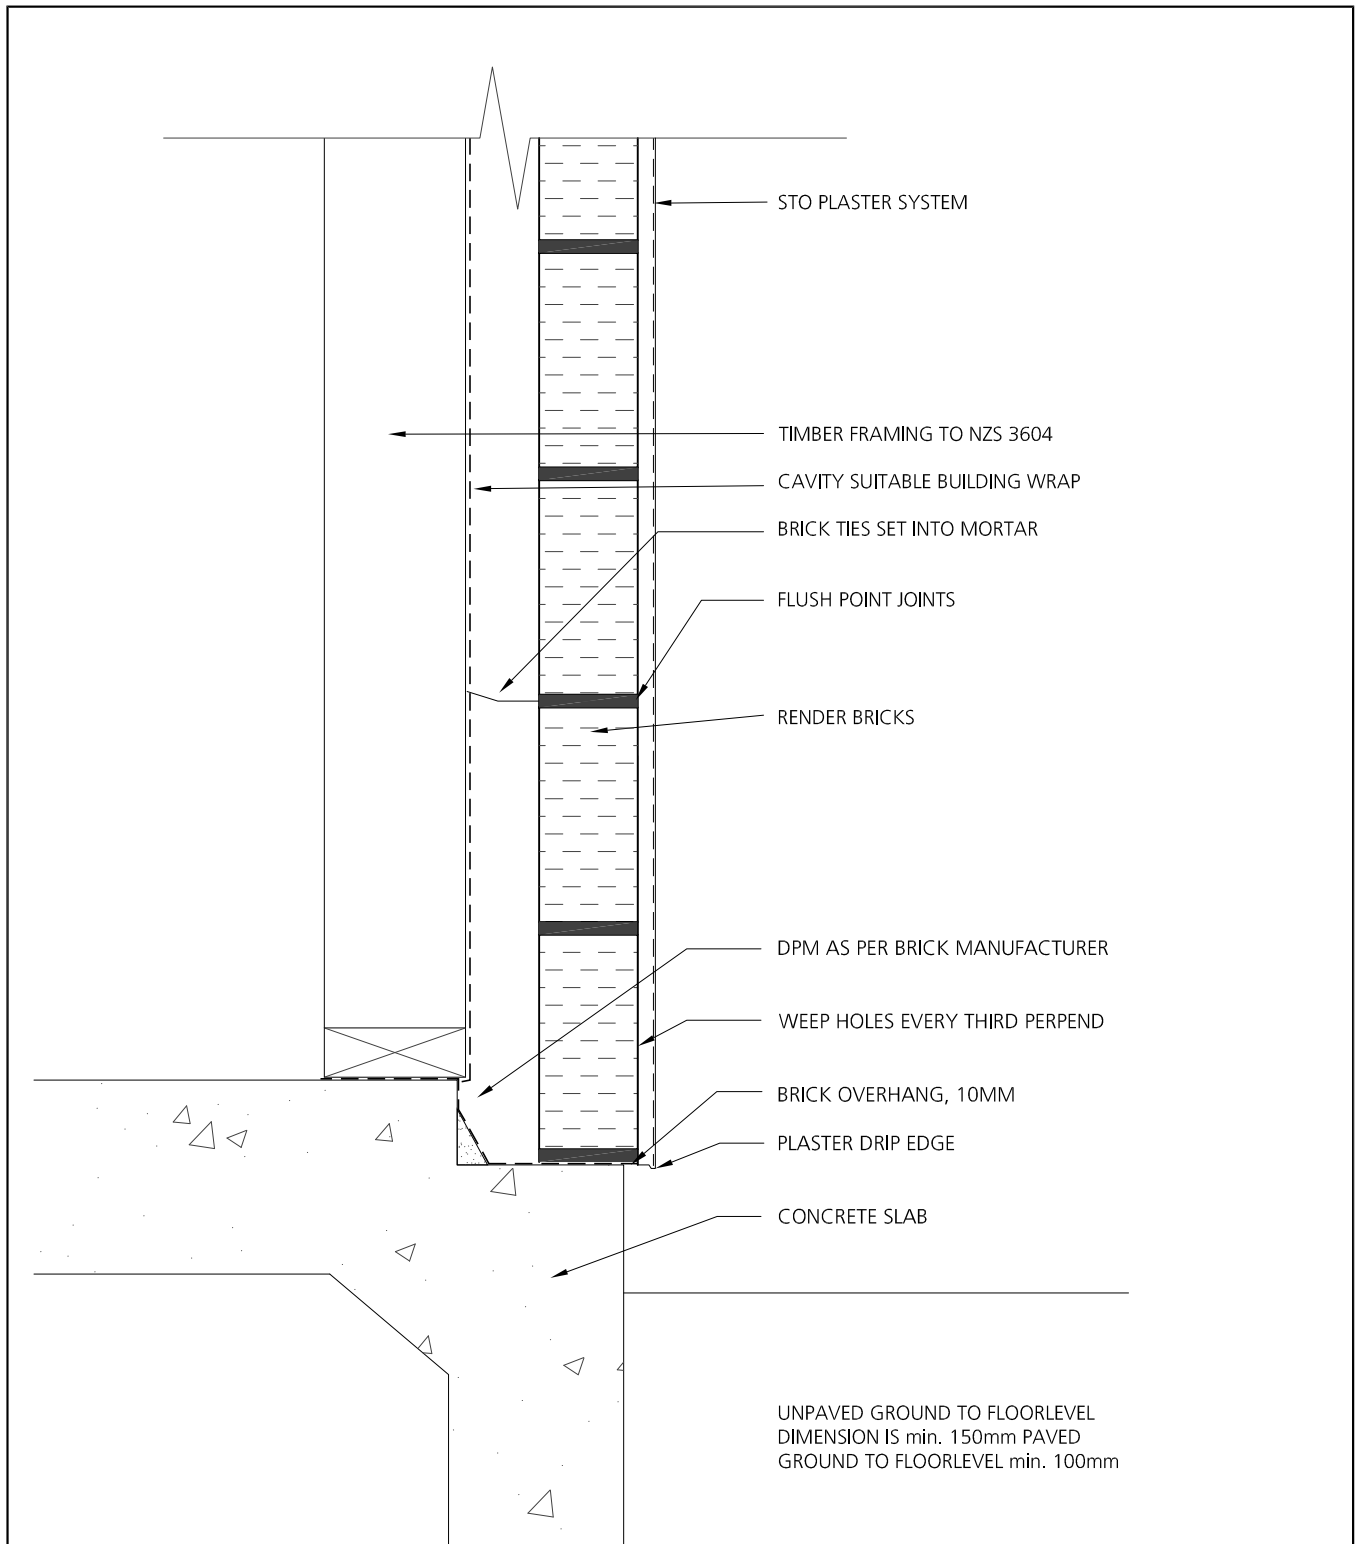 STO PLASTER SYSTEM
TIMBER FRAMING TO NZS 3604
CAVITY SUITABLE BUILDING WRAP
BRICK TIES SET INTO MORTAR
FLUSH POINT JOINTS
RENDER BRICKS
DPM AS PER BRICK MANUFACTURER
WEEP HOLES EVERY THIRD PERPEND
BRICK OVERHANG, 10MM
PLASTER DRIP EDGE
CONCRETE SLAB
UNPAVED GROUND TO FLOORLEVEL
DIMENSION IS min. 150mm PAVED
GROUND TO FLOORLEVEL min. 100mm